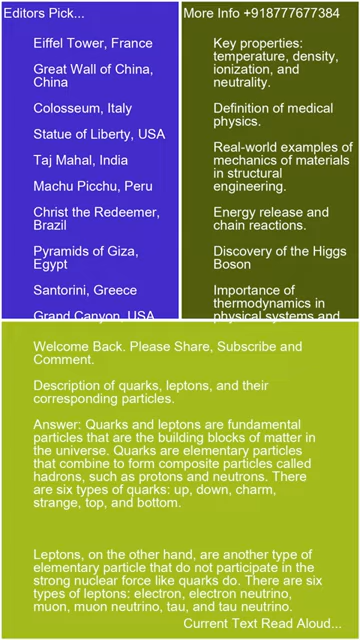 Editors Pick...
Eiffel Tower, France
Great Wall of China,
China
Colosseum, Italy
Statue of Liberty, USA
Taj Mahal, India
Machu Picchu, Peru
Christ the Redeemer,
Brazil
Pyramids of Giza,
Egypt
Santorini, Greece
Grand Canyon, USA
More Info +918777677384
Key properties:
temperature, density,
ionization, and
neutrality.
Definition of medical
physics.
Real-world examples of
mechanics of materials
in structural
engineering.
Energy release and
chain reactions.
Discovery of the Higgs
Boson
Importance of
thermodynamics in
physical systems and
Welcome Back. Please Share, Subscribe and
Comment.
Description of quarks, leptons, and their
corresponding particles.
Answer: Quarks and leptons are fundamental
particles that are the building blocks of matter in
the universe. Quarks are elementary particles
that combine to form composite particles called
hadrons, such as protons and neutrons. There
are six types of quarks: up, down, charm,
strange, top, and bottom.
Leptons, on the other hand, are another type of
elementary particle that do not participate in the
strong nuclear force like quarks do. There are six
types of leptons: electron, electron neutrino,
muon, muon neutrino, tau, and tau neutrino.
Current Text Read Aloud...